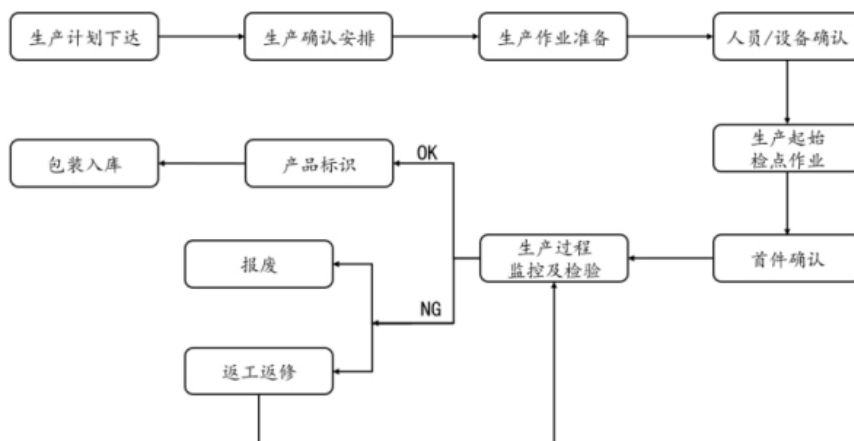 生产计划下达
生产确认安排
生产作业准备
人员/设备确认
生产起始
检点作业
包装入库
产品标识
OK
报废
生产过程
监控及检验
首件确认
NG
返工返修